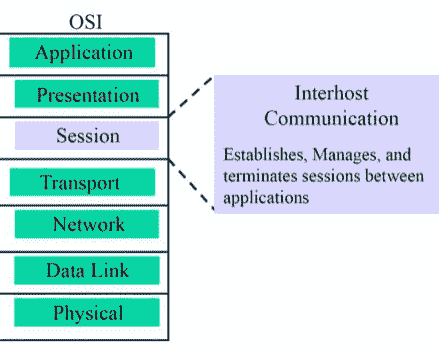 OSI
Application
Presentation
Session
Transport
Network
Data Link
Physical
Interhost
Communication
Establishes, Manages, and
terminates sessions between
applications